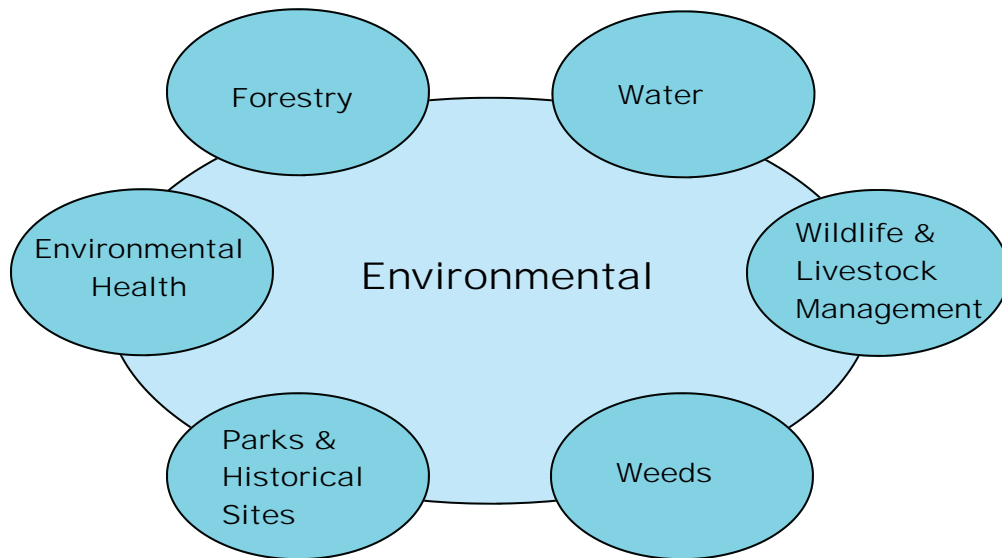 Forestry
Water
Environmental
Health
Environmental
Wildlife &
Livestock
Management
Parks &
Historical
Sites
Weeds